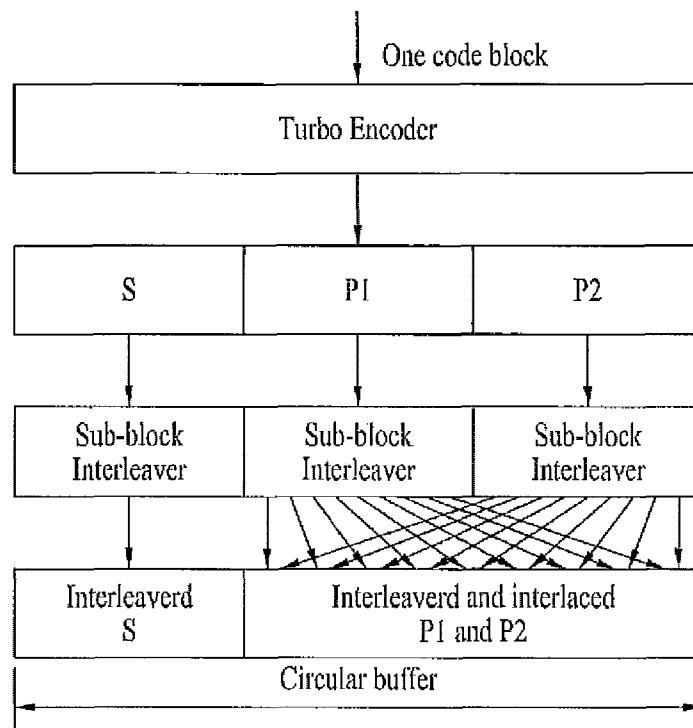 One code block
Turbo Encoder
S
P1
P2
Sub-block
Interleaver
Sub-block
Interleaver
Sub-block
Interleaver
Interleaverd
S
Interleaverd and interlaced
P1 and P2
Circular buffer